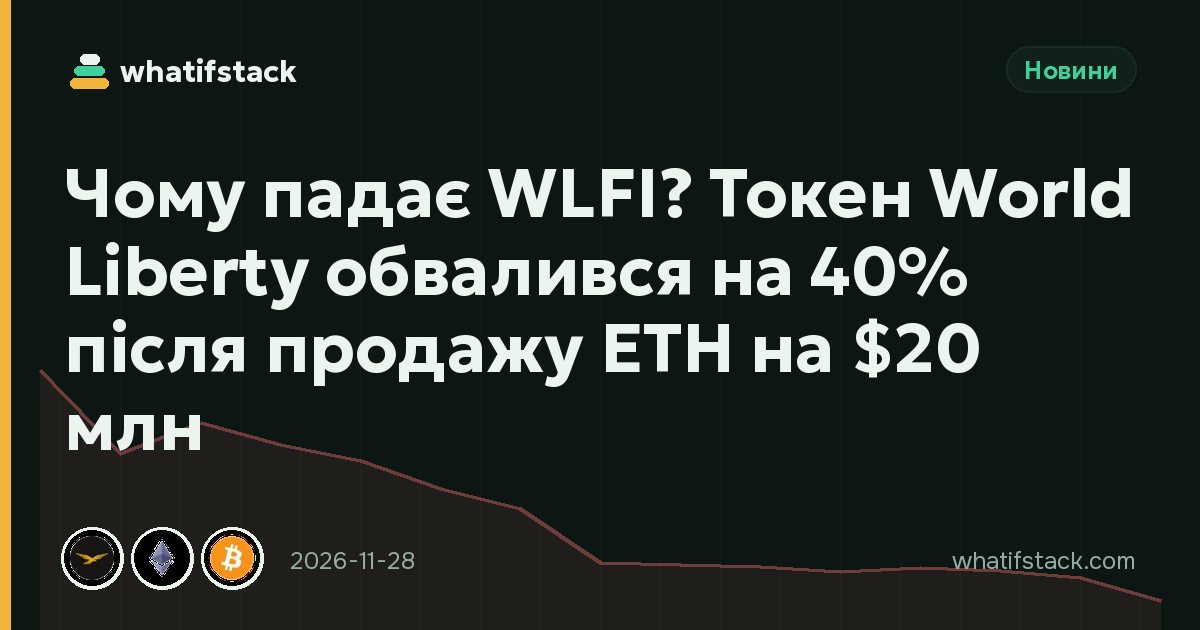 whatifstack
Новини
Чому падає WLFI? Токен World
Liberty обвалився на 40%
після продажу ETH на $20
млн
2026-11-28
whatifstack.com